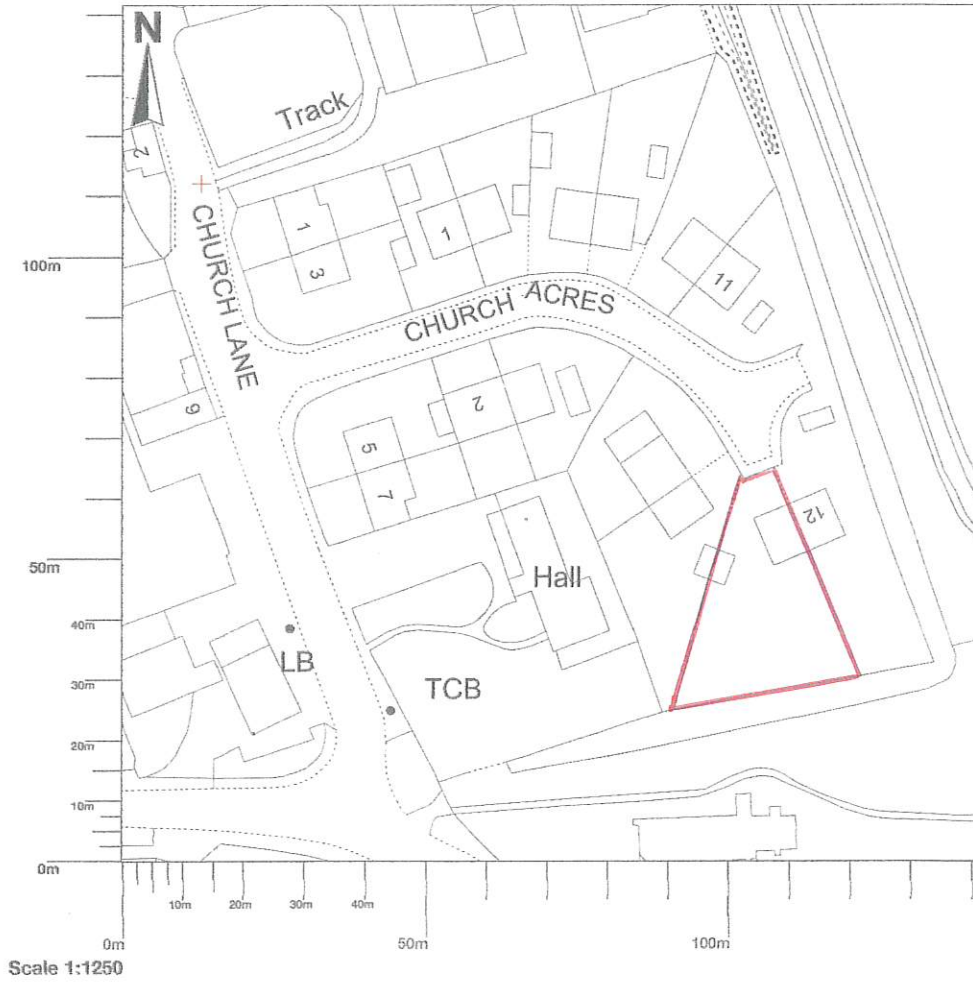 N
Track
2
CHURCH LANE
1
3
1
11
100m
CHURCH ACRES
9
5
7
2
12
50m
Hall
40m
LB
30m
TCB
20m
10m
0m
10m
20m
30m
40m
0m
50m
100m
Scale 1:1250